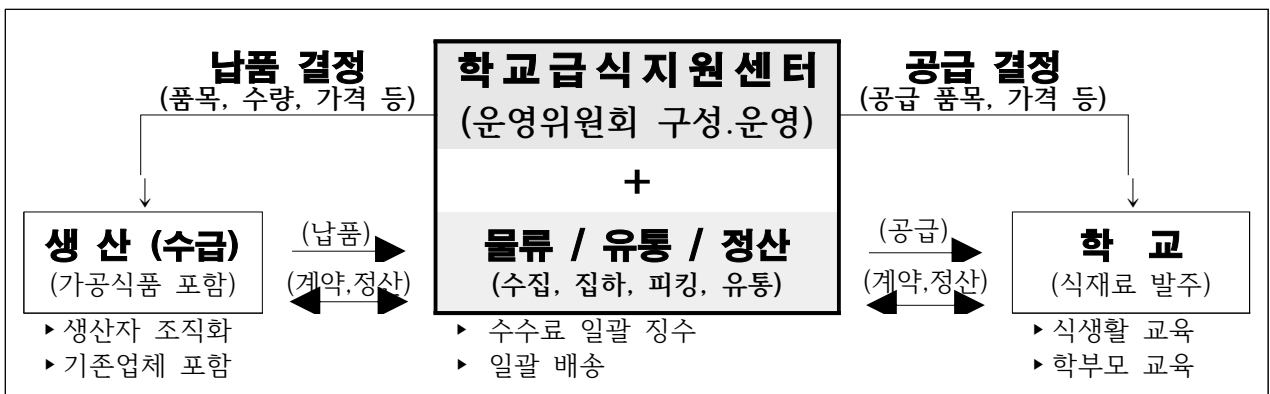 납품 결정
(품목, 수량, 가격 등)
학교급식지원센터
(운영위원회 구성.운영)
공급 결정
(공급 품목, 가격 등)
+
생 산 (수급)
(가공식품 포함)
(납품)
(계약,정산)
물류 / 유통 / 정산
(수집, 집하, 피킹, 유통)
(공급)
(계약,정산)
학 교
(식재료 발주)
▸ 생산자 조직화
▸ 기존업체 포함
▸ 수수료 일괄 징수
▸ 일괄 배송
▸ 식생활 교육
▸ 학부모 교육